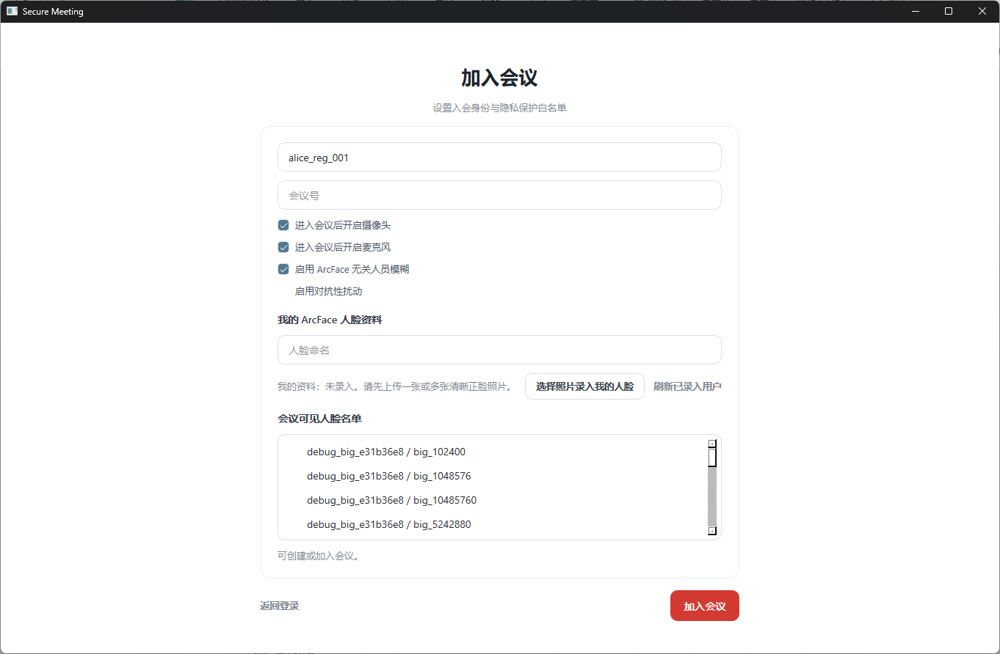 Secure Meeting
加入会议
设置入会身份与隐私保护白名单
alice_reg_001
会议号
进入会议后开启摄像头
进入会议后开启麦克风
启用 ArcFace 无关人员模糊
启用对抗性扰动
我的 ArcFace 人脸资料
人脸命名
我的资料：未录入。请先上传一张或多张清晰正脸照片。 选择照片录入我的人脸 刷新已录入用户
会议可见人脸名单
debug_big_e31b36e8 / big_102400
debug_big_e31b36e8 / big_1048576
debug_big_e31b36e8 / big_10485760
debug_big_e31b36e8 / big_5242880
可创建或加入会议。
返回登录 加入会议